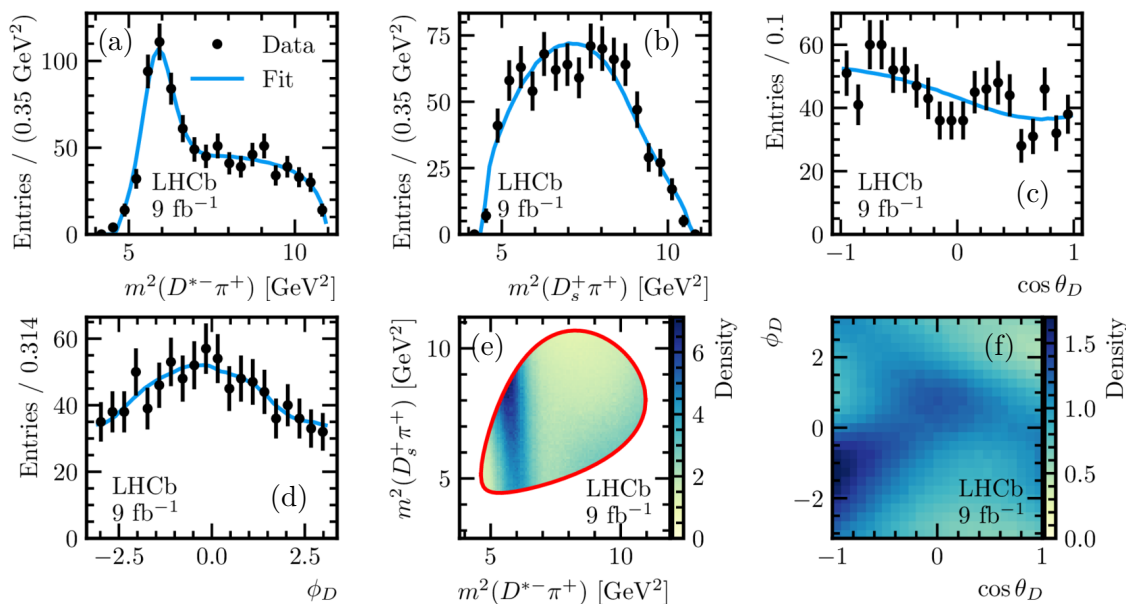 (a)
Data
Fit
LHCb
9 fb⁻¹
Entries / (0.35 GeV²)
0
50
100
5
10
m²(D*⁻π⁺) [GeV²]
(b)
LHCb
9 fb⁻¹
Entries / (0.35 GeV²)
0
25
50
75
5
10
m²(Dₛ⁺π⁺) [GeV²]
(c)
LHCb
9 fb⁻¹
Entries / 0.1
0
20
40
60
−1
0
1
cos θ_D
(d)
LHCb
9 fb⁻¹
Entries / 0.314
0
20
40
60
−2.5
0.0
2.5
ϕ_D
(e)
LHCb
9 fb⁻¹
m²(Dₛ⁺π⁺) [GeV²]
5
10
5
10
m²(D*⁻π⁺) [GeV²]
0
2
4
6
Density
(f)
LHCb
9 fb⁻¹
ϕ_D
−2
0
2
−1
0
1
cos θ_D
0.0
0.5
1.0
1.5
Density